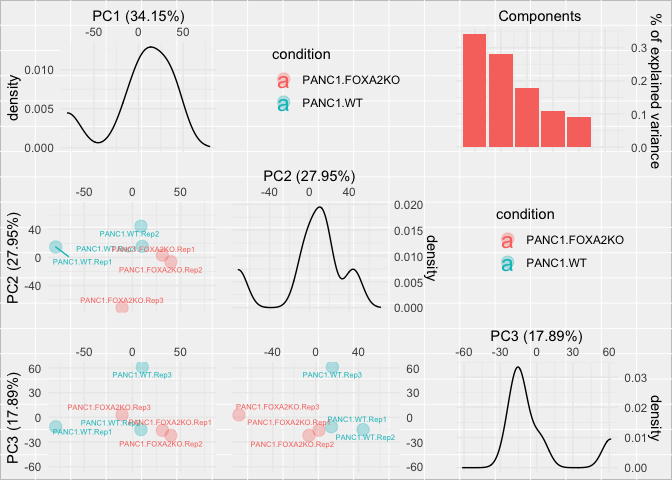 PC1 (34.15%)
-50 0 50
density
0.010
0.005
0.000
condition
a PANC1.FOXA2KO
a PANC1.WT
Components
% of explained variance
0.3
0.2
0.1
0.0
-50 0 50
PC2 (27.95%)
40
0
-40
PANC1.WT.Rep2
PANC1.FOXA2KO.Rep1
PANC1.WT.Rep1
PANC1.FOXA2KO.Rep2
PANC1.FOXA2KO.Rep3
PC2 (27.95%)
-40 0 40
0.020
0.015
0.010
0.005
0.000
density
condition
a PANC1.FOXA2KO
a PANC1.WT
-50 0 50
PC3 (17.89%)
60
30
0
-30
-60
PANC1.WT.Rep3
PANC1.FOXA2KO.Rep3
PANC1.FOXA2KO.Rep1
PANC1.WT.Rep1
PANC1.FOXA2KO.Rep2
-40 0 40
60
30
0
-30
-60
PANC1.WT.Rep3
PANC1.FOXA2KO.Rep3
PANC1.FOXA2KO.Rep1
PANC1.WT.Rep1
PANC1.WT.Rep2
PANC1.FOXA2KO.Rep2
PC3 (17.89%)
-60 -30 0 30 60
0.03
0.02
0.01
0.00
density